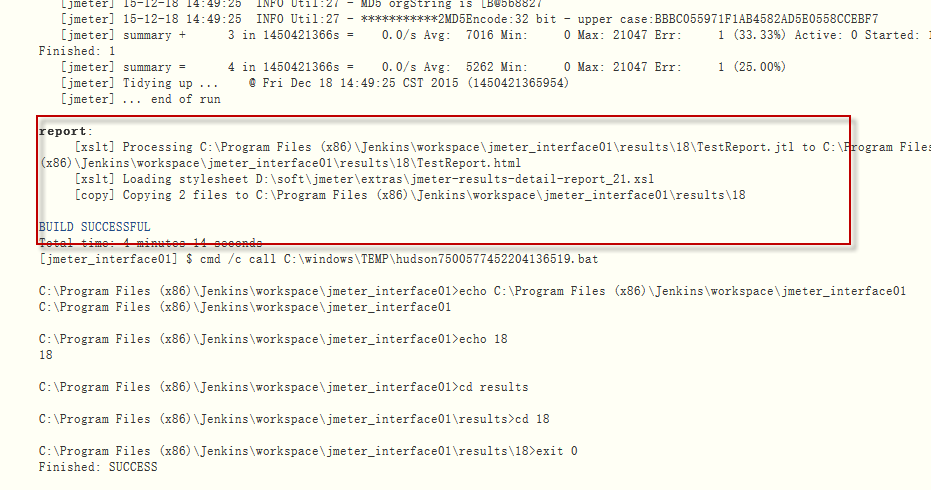 [jmeter] 15-12-18 14:49:25  INFO Util:27 - MD5 orgString is [B@5b8827
[jmeter] 15-12-18 14:49:25  INFO Util:27 - ***********2MD5Encode:32 bit - upper case:BBBC055971F1AB4582AD5E0558CCEBF7
[jmeter] summary +      3 in 1450421366s =    0.0/s Avg:  7016 Min:     0 Max: 21047 Err:     1 (33.33%) Active: 0 Started:
Finished: 1
[jmeter] summary =      4 in 1450421366s =    0.0/s Avg:  5262 Min:     0 Max: 21047 Err:     1 (25.00%)
[jmeter] Tidying up ...    @ Fri Dec 18 14:49:25 CST 2015 (1450421365954)
[jmeter] ... end of run
report:
[xslt] Processing C:\Program Files (x86)\Jenkins\workspace\jmeter_interface01\results\18\TestReport.jtl to C:\Program Files
(x86)\Jenkins\workspace\jmeter_interface01\results\18\TestReport.html
[xslt] Loading stylesheet D:\soft\jmeter\extras\jmeter-results-detail-report_21.xsl
[copy] Copying 2 files to C:\Program Files (x86)\Jenkins\workspace\jmeter_interface01\results\18
BUILD SUCCESSFUL
Total time: 4 minutes 14 seconds
[jmeter_interface01] $ cmd /c call C:\windows\TEMP\hudson7500577452204136519.bat
C:\Program Files (x86)\Jenkins\workspace\jmeter_interface01>echo C:\Program Files (x86)\Jenkins\workspace\jmeter_interface01
C:\Program Files (x86)\Jenkins\workspace\jmeter_interface01
C:\Program Files (x86)\Jenkins\workspace\jmeter_interface01>echo 18
18
C:\Program Files (x86)\Jenkins\workspace\jmeter_interface01>cd results
C:\Program Files (x86)\Jenkins\workspace\jmeter_interface01\results>cd 18
C:\Program Files (x86)\Jenkins\workspace\jmeter_interface01\results\18>exit 0
Finished: SUCCESS